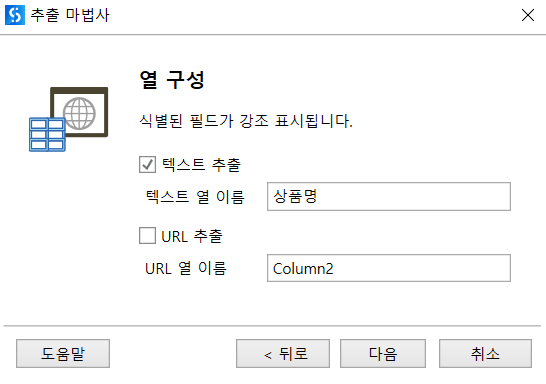 추출 마법사
열 구성
식별된 필드가 강조 표시됩니다.
텍스트 추출
텍스트 열 이름 상품명
URL 추출
URL 열 이름 Column2
도움말 < 뒤로 다음 취소